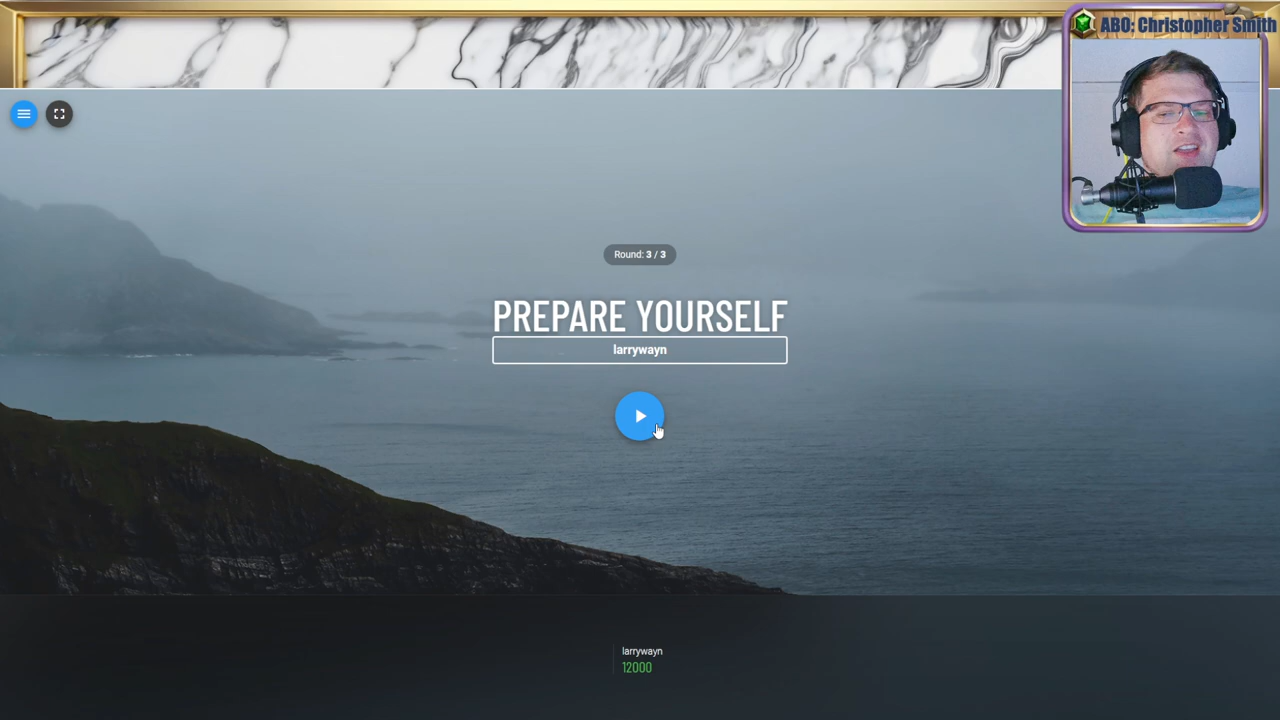 ABO: Christopher Smith
Round: 3 / 3
PREPARE YOURSELF
larrywayn
larrywayn
12000